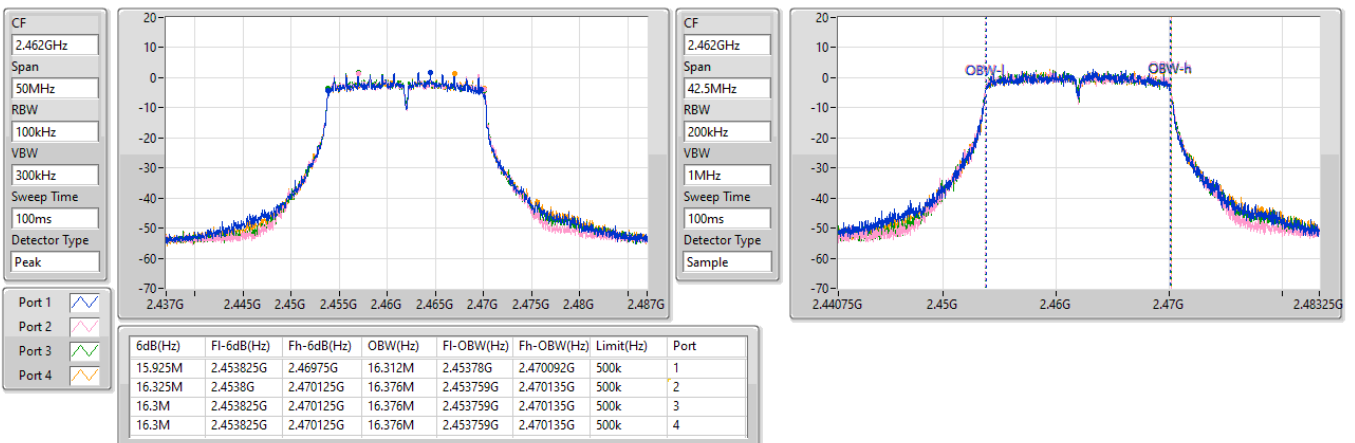 CF
2.462GHz
Span
50MHz
RBW
100kHz
VBW
300kHz
Sweep Time
100ms
Detector Type
Peak
20
10
0
-10
-20
-30
-40
-50
-60
-70
2.437G 2.445G 2.45G 2.455G 2.46G 2.465G 2.47G 2.475G 2.48G 2.487G
CF
2.462GHz
Span
42.5MHz
RBW
200kHz
VBW
1MHz
Sweep Time
100ms
Detector Type
Sample
20
10
0
-10
-20
-30
-40
-50
-60
-70
OBW-l OBW-h
2.44075G 2.45G 2.46G 2.47G 2.48325G
Port 1
Port 2
Port 3
Port 4
6dB(Hz) Fl-6dB(Hz) Fh-6dB(Hz) OBW(Hz) Fl-OBW(Hz) Fh-OBW(Hz) Limit(Hz) Port
15.925M 2.453825G 2.46975G 16.312M 2.45378G 2.470092G 500k 1
16.325M 2.4538G 2.470125G 16.376M 2.453759G 2.470135G 500k 2
16.3M 2.453825G 2.470125G 16.376M 2.453759G 2.470135G 500k 3
16.3M 2.453825G 2.470125G 16.376M 2.453759G 2.470135G 500k 4